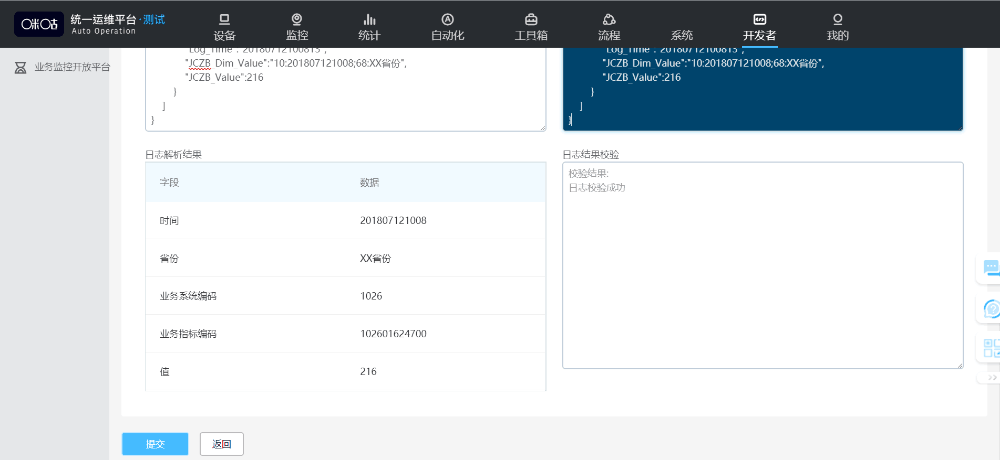 咪咕 统一运维平台·测试
Auto Operation
设备 监控 统计 自动化 工具箱 流程 系统 开发者 我的
业务监控开放平台
"Log_Time":"20180712100813",
"JCZB_Dim_Value":"10:201807121008;68:XX省份",
"JCZB_Value":216
}
]
}
"Log_Time":"20180712100813",
"JCZB_Dim_Value":"10:201807121008;68:XX省份",
"JCZB_Value":216
}
]
}
日志解析结果
字段 数据
时间 201807121008
省份 XX省份
业务系统编码 1026
业务指标编码 102601624700
值 216
日志结果校验
校验结果:
日志校验成功
提交 返回